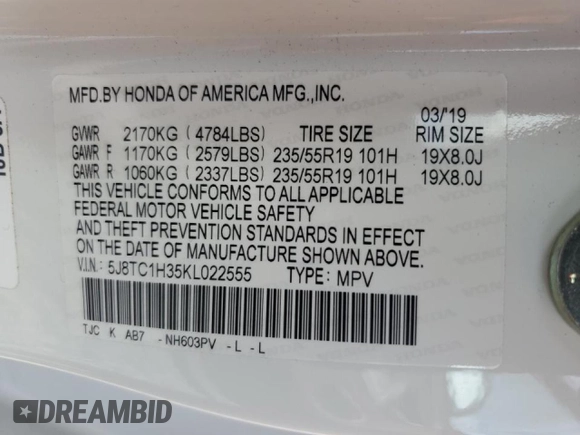 MFD.BY HONDA OF AMERICA MFG.,INC.
03/'19
GVWR 2170KG ( 4784LBS) TIRE SIZE RIM SIZE
GAWR F 1170KG ( 2579LBS) 235/55R19 101H 19X8.0J
GAWR R 1060KG ( 2337LBS) 235/55R19 101H 19X8.0J
THIS VEHICLE CONFORMS TO ALL APPLICABLE
FEDERAL MOTOR VEHICLE SAFETY
AND THEFT PREVENTION STANDARDS IN EFFECT
ON THE DATE OF MANUFACTURE SHOWN ABOVE.
V.I.N.: 5J8TC1H35KL022555 TYPE: MPV
TJC K AB7 -NH603PV -L -L
DREAMBID